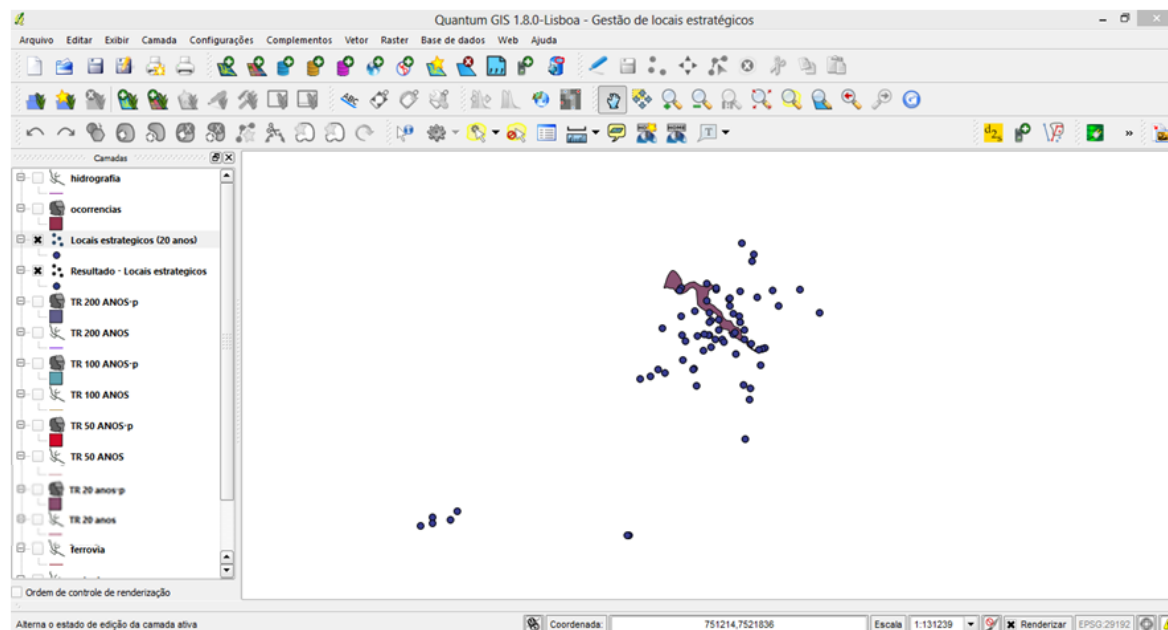 Quantum GIS 1.8.0-Lisboa - Gestão de locais estratégicos
Arquivo Editar Exibir Camada Configurações Complementos Vetor Raster Base de dados Web Ajuda
Camadas
hidrografia
ocorrencias
Locais estrategicos (20 anos)
Resultado - Locais estrategicos
TR 200 ANOS-p
TR 200 ANOS
TR 100 ANOS-p
TR 100 ANOS
TR 50 ANOS-p
TR 50 ANOS
TR 20 anos-p
TR 20 anos
ferrovia
Ordem de controle de renderização
Alterna o estado de edição da camada ativa Coordenada: 751214,7521836 Escala 1:131239 Renderizar EPSG:29192